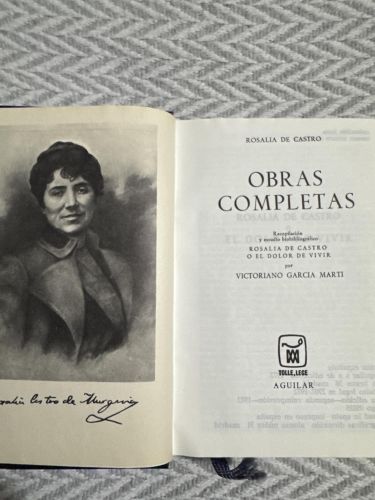 ROSALIA DE CASTRO
OBRAS
COMPLETAS
Recopilación
y estudio biobibliográfico
ROSALIA DE CASTRO
O EL DOLOR DE VIVIR
por
VICTORIANO GARCIA MARTI
TOLLE, LEGE
AGUILAR
Castro de Murguía